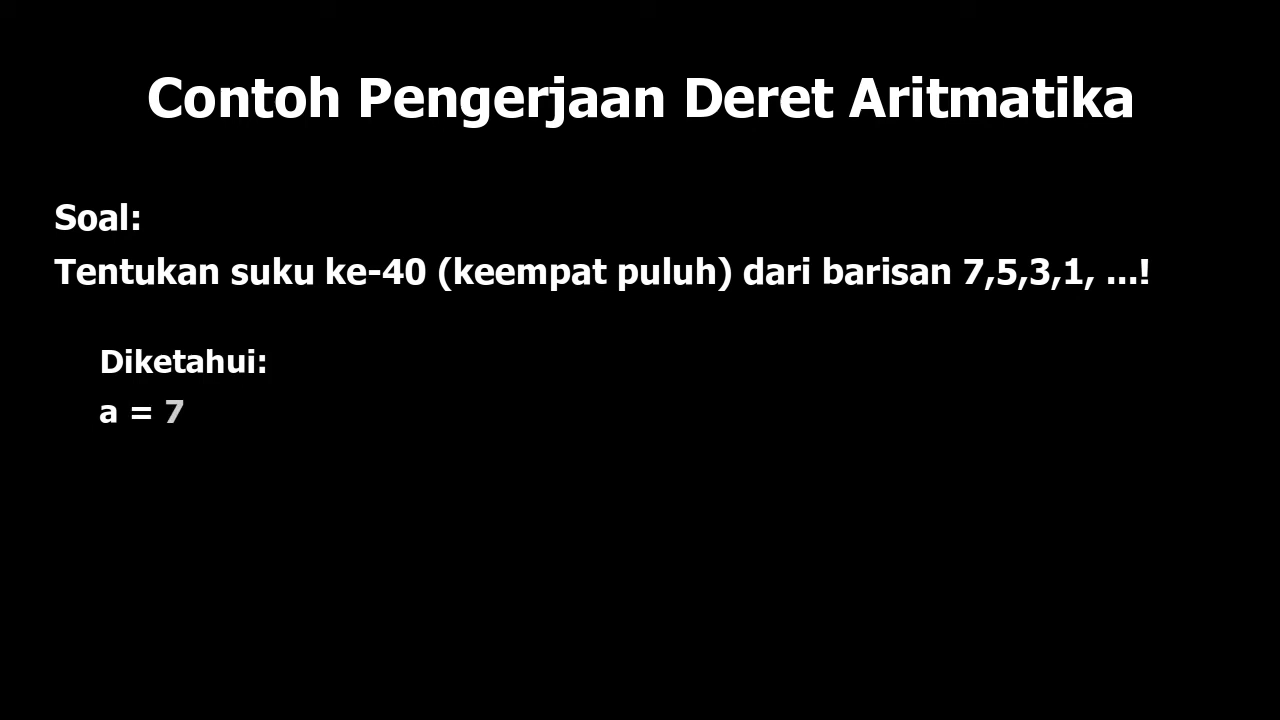 Contoh Pengerjaan Deret Aritmatika
Soal:
Tentukan suku ke-40 (keempat puluh) dari barisan 7,5,3,1, ...!
Diketahui:
a = 7